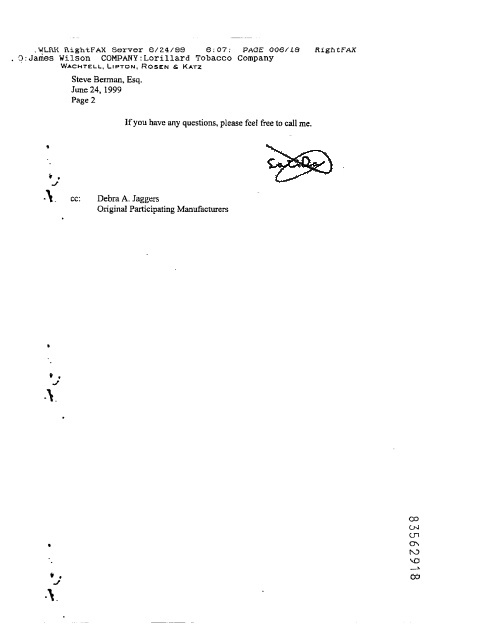 .WLRK RightFAX Server 6/24/99 6:07: PAGE 006/18 RightFAX
O:James Wilson COMPANY:Lorillard Tobacco Company
WACHTELL, LIPTON, ROSEN & KATZ
Steve Berman, Esq.
June 24, 1999
Page 2
If you have any questions, please feel free to call me.
cc: Debra A. Jaggers
Original Participating Manufacturers
83562918